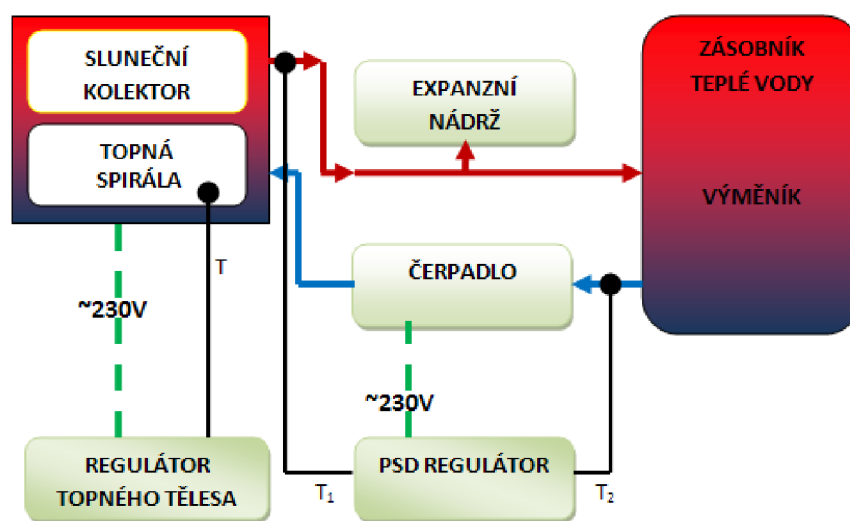 SLUNEČNÍ
KOLEKTOR
TOPNÁ
SPIRÁLA
EXPANZNÍ
NÁDRŽ
ZÁSOBNÍK
TEPLÉ VODY
VÝMĚNÍK
ČERPADLO
T
~230V
~230V
REGULÁTOR
TOPNÉHO TĚLESA
T₁
PSD REGULÁTOR
T₂